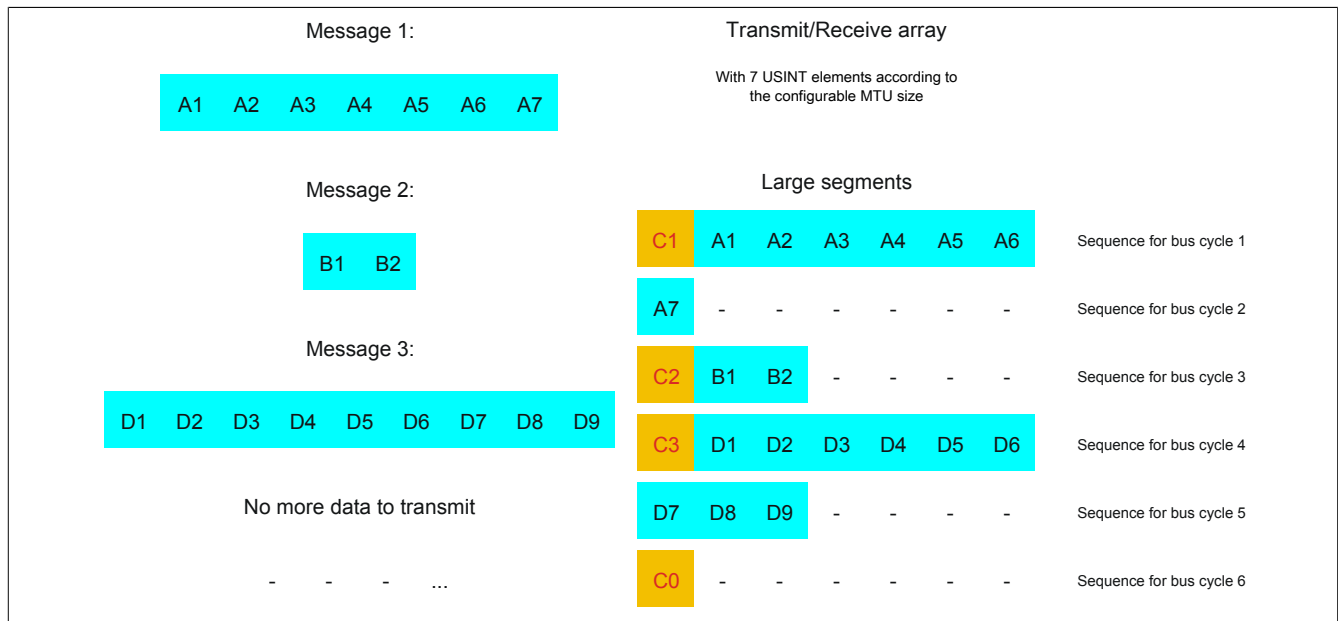 Message 1:
A1 A2 A3 A4 A5 A6 A7
Message 2:
B1 B2
Message 3:
D1 D2 D3 D4 D5 D6 D7 D8 D9
No more data to transmit
- - - ...
Transmit/Receive array
With 7 USINT elements according to
the configurable MTU size
Large segments
C1 A1 A2 A3 A4 A5 A6 Sequence for bus cycle 1
A7 - - - - - - Sequence for bus cycle 2
C2 B1 B2 - - - - Sequence for bus cycle 3
C3 D1 D2 D3 D4 D5 D6 Sequence for bus cycle 4
D7 D8 D9 - - - - Sequence for bus cycle 5
C0 - - - - - - Sequence for bus cycle 6